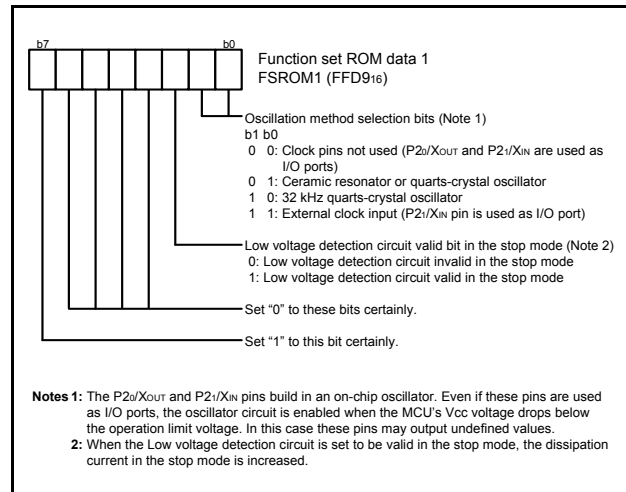 b7 b0
Function set ROM data 1
FSROM1 (FFD916)
Oscillation method selection bits (Note 1)
b1 b0
0 0: Clock pins not used (P20/XOUT and P21/XIN are used as
I/O ports)
0 1: Ceramic resonator or quarts-crystal oscillator
1 0: 32 kHz quarts-crystal oscillator
1 1: External clock input (P21/XIN pin is used as I/O port)
Low voltage detection circuit valid bit in the stop mode (Note 2)
0: Low voltage detection circuit invalid in the stop mode
1: Low voltage detection circuit valid in the stop mode
Set “0” to these bits certainly.
Set “1” to this bit certainly.
Notes 1: The P20/XOUT and P21/XIN pins build in an on-chip oscillator. Even if these pins are used
as I/O ports, the oscillator circuit is enabled when the MCU's Vcc voltage drops below
the operation limit voltage. In this case these pins may output undefined values.
2: When the Low voltage detection circuit is set to be valid in the stop mode, the dissipation
current in the stop mode is increased.